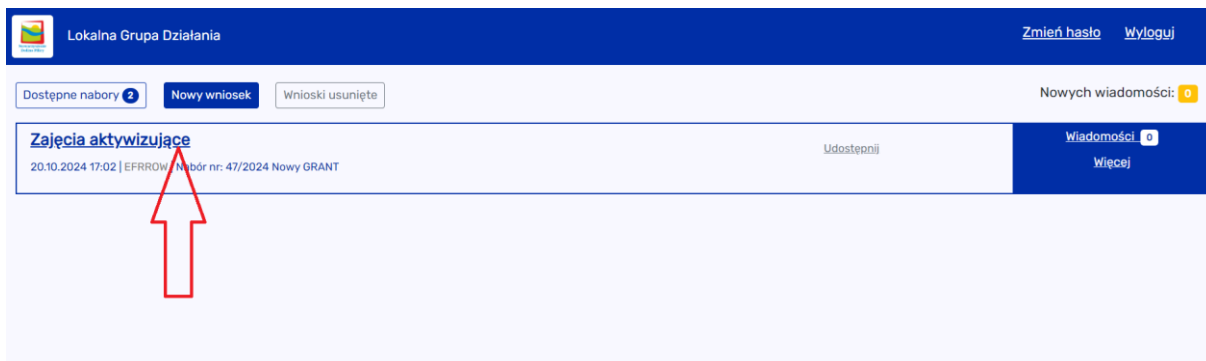 Lokalna Grupa Działania
Zmień hasło Wyloguj
Dostępne nabory 2 Nowy wniosek Wnioski usunięte
Nowych wiadomości: 0
Zajęcia aktywizujące
20.10.2024 17:02 | EFRROW | Nabór nr: 47/2024 Nowy GRANT
Udostępnij
Wiadomości 0
Więcej